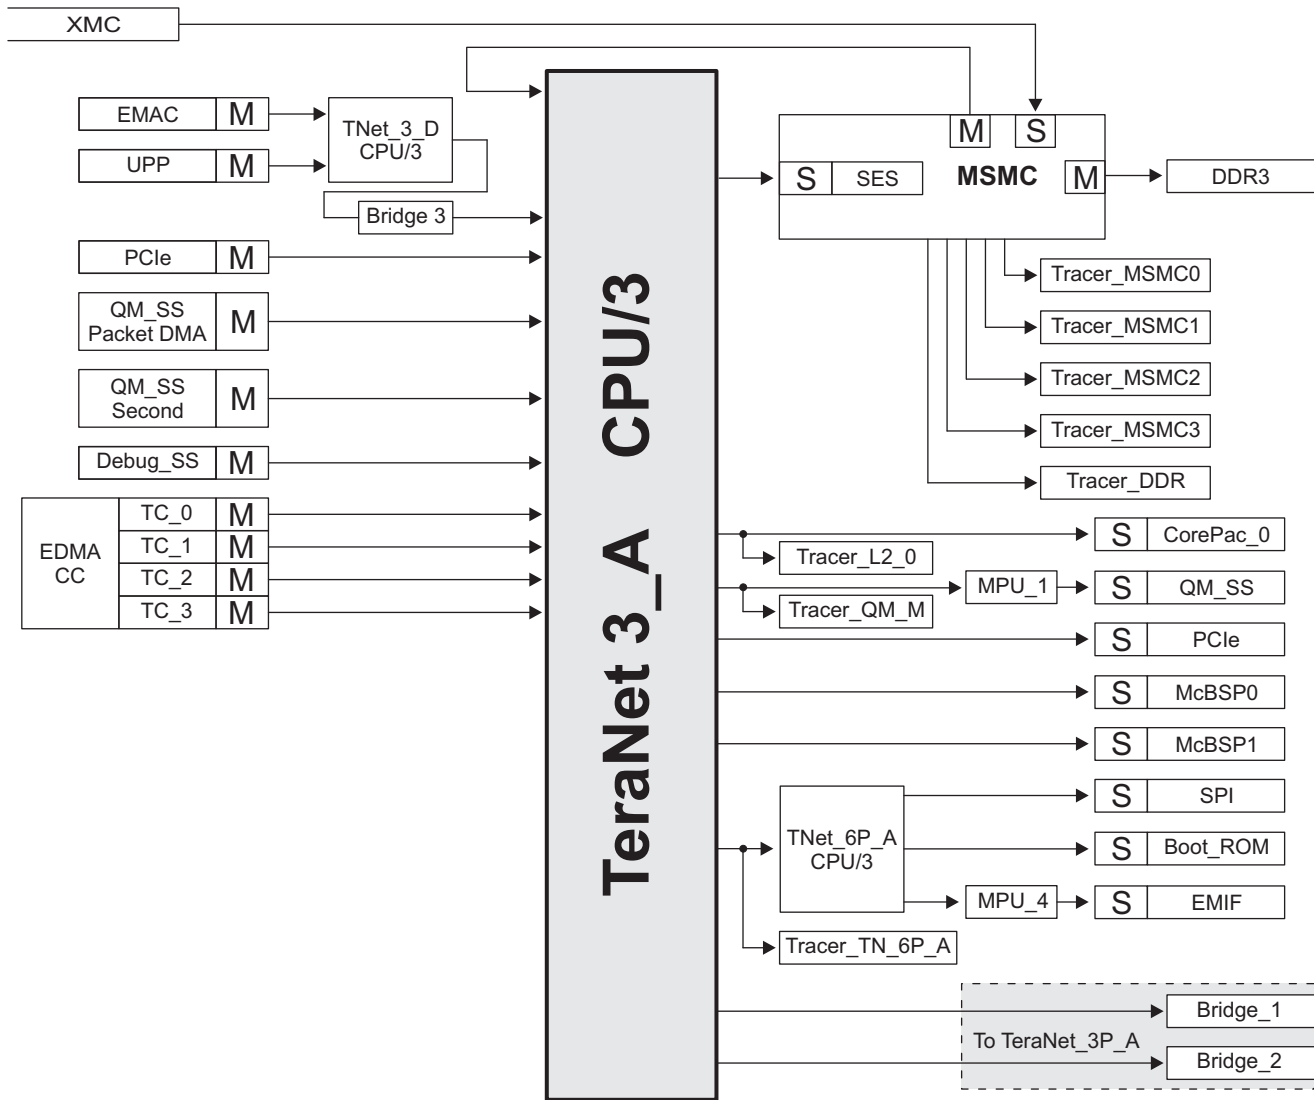 XMC
EMAC M
UPP M
TNet_3_D
CPU/3
Bridge 3
PCIe M
QM_SS
Packet DMA
M
QM_SS
Second
M
Debug_SS M
EDMA
CC
TC_0 M
TC_1 M
TC_2 M
TC_3 M
TeraNet 3_A CPU/3
M S
S SES MSMC M
DDR3
Tracer_MSMC0
Tracer_MSMC1
Tracer_MSMC2
Tracer_MSMC3
Tracer_DDR
S CorePac_0
Tracer_L2_0
MPU_1 S QM_SS
Tracer_QM_M
S PCIe
S McBSP0
S McBSP1
S SPI
TNet_6P_A
CPU/3
S Boot_ROM
MPU_4 S EMIF
Tracer_TN_6P_A
Bridge_1
To TeraNet_3P_A
Bridge_2